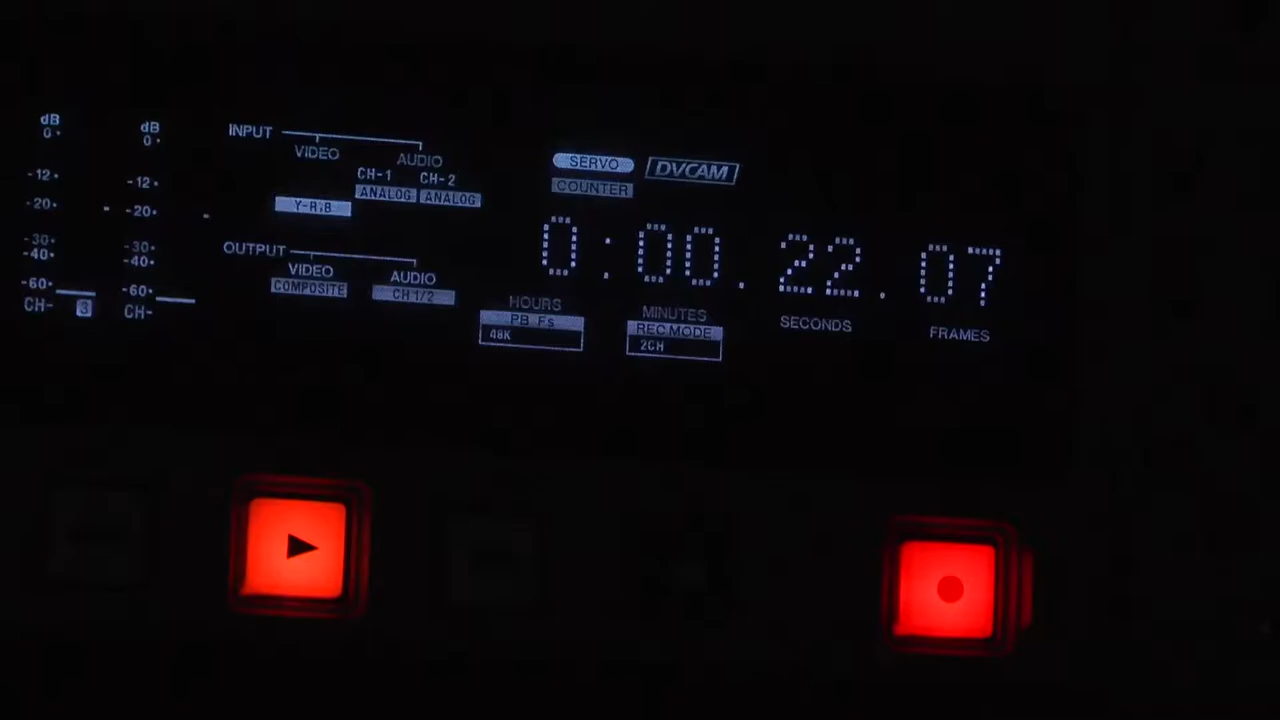 dB dB
0 0
-12 -12
-20 -20
-30 -30
-40 -40
-60 -60
CH- 3 CH-
INPUT
VIDEO AUDIO
CH-1 CH-2
ANALOG ANALOG
OUTPUT
VIDEO AUDIO
COMPOSITE CH 1/2
SERVO DVCAM
COUNTER
0:00.22.07
HOURS MINUTES SECONDS FRAMES
PB Fs REC MODE
48K 2CH